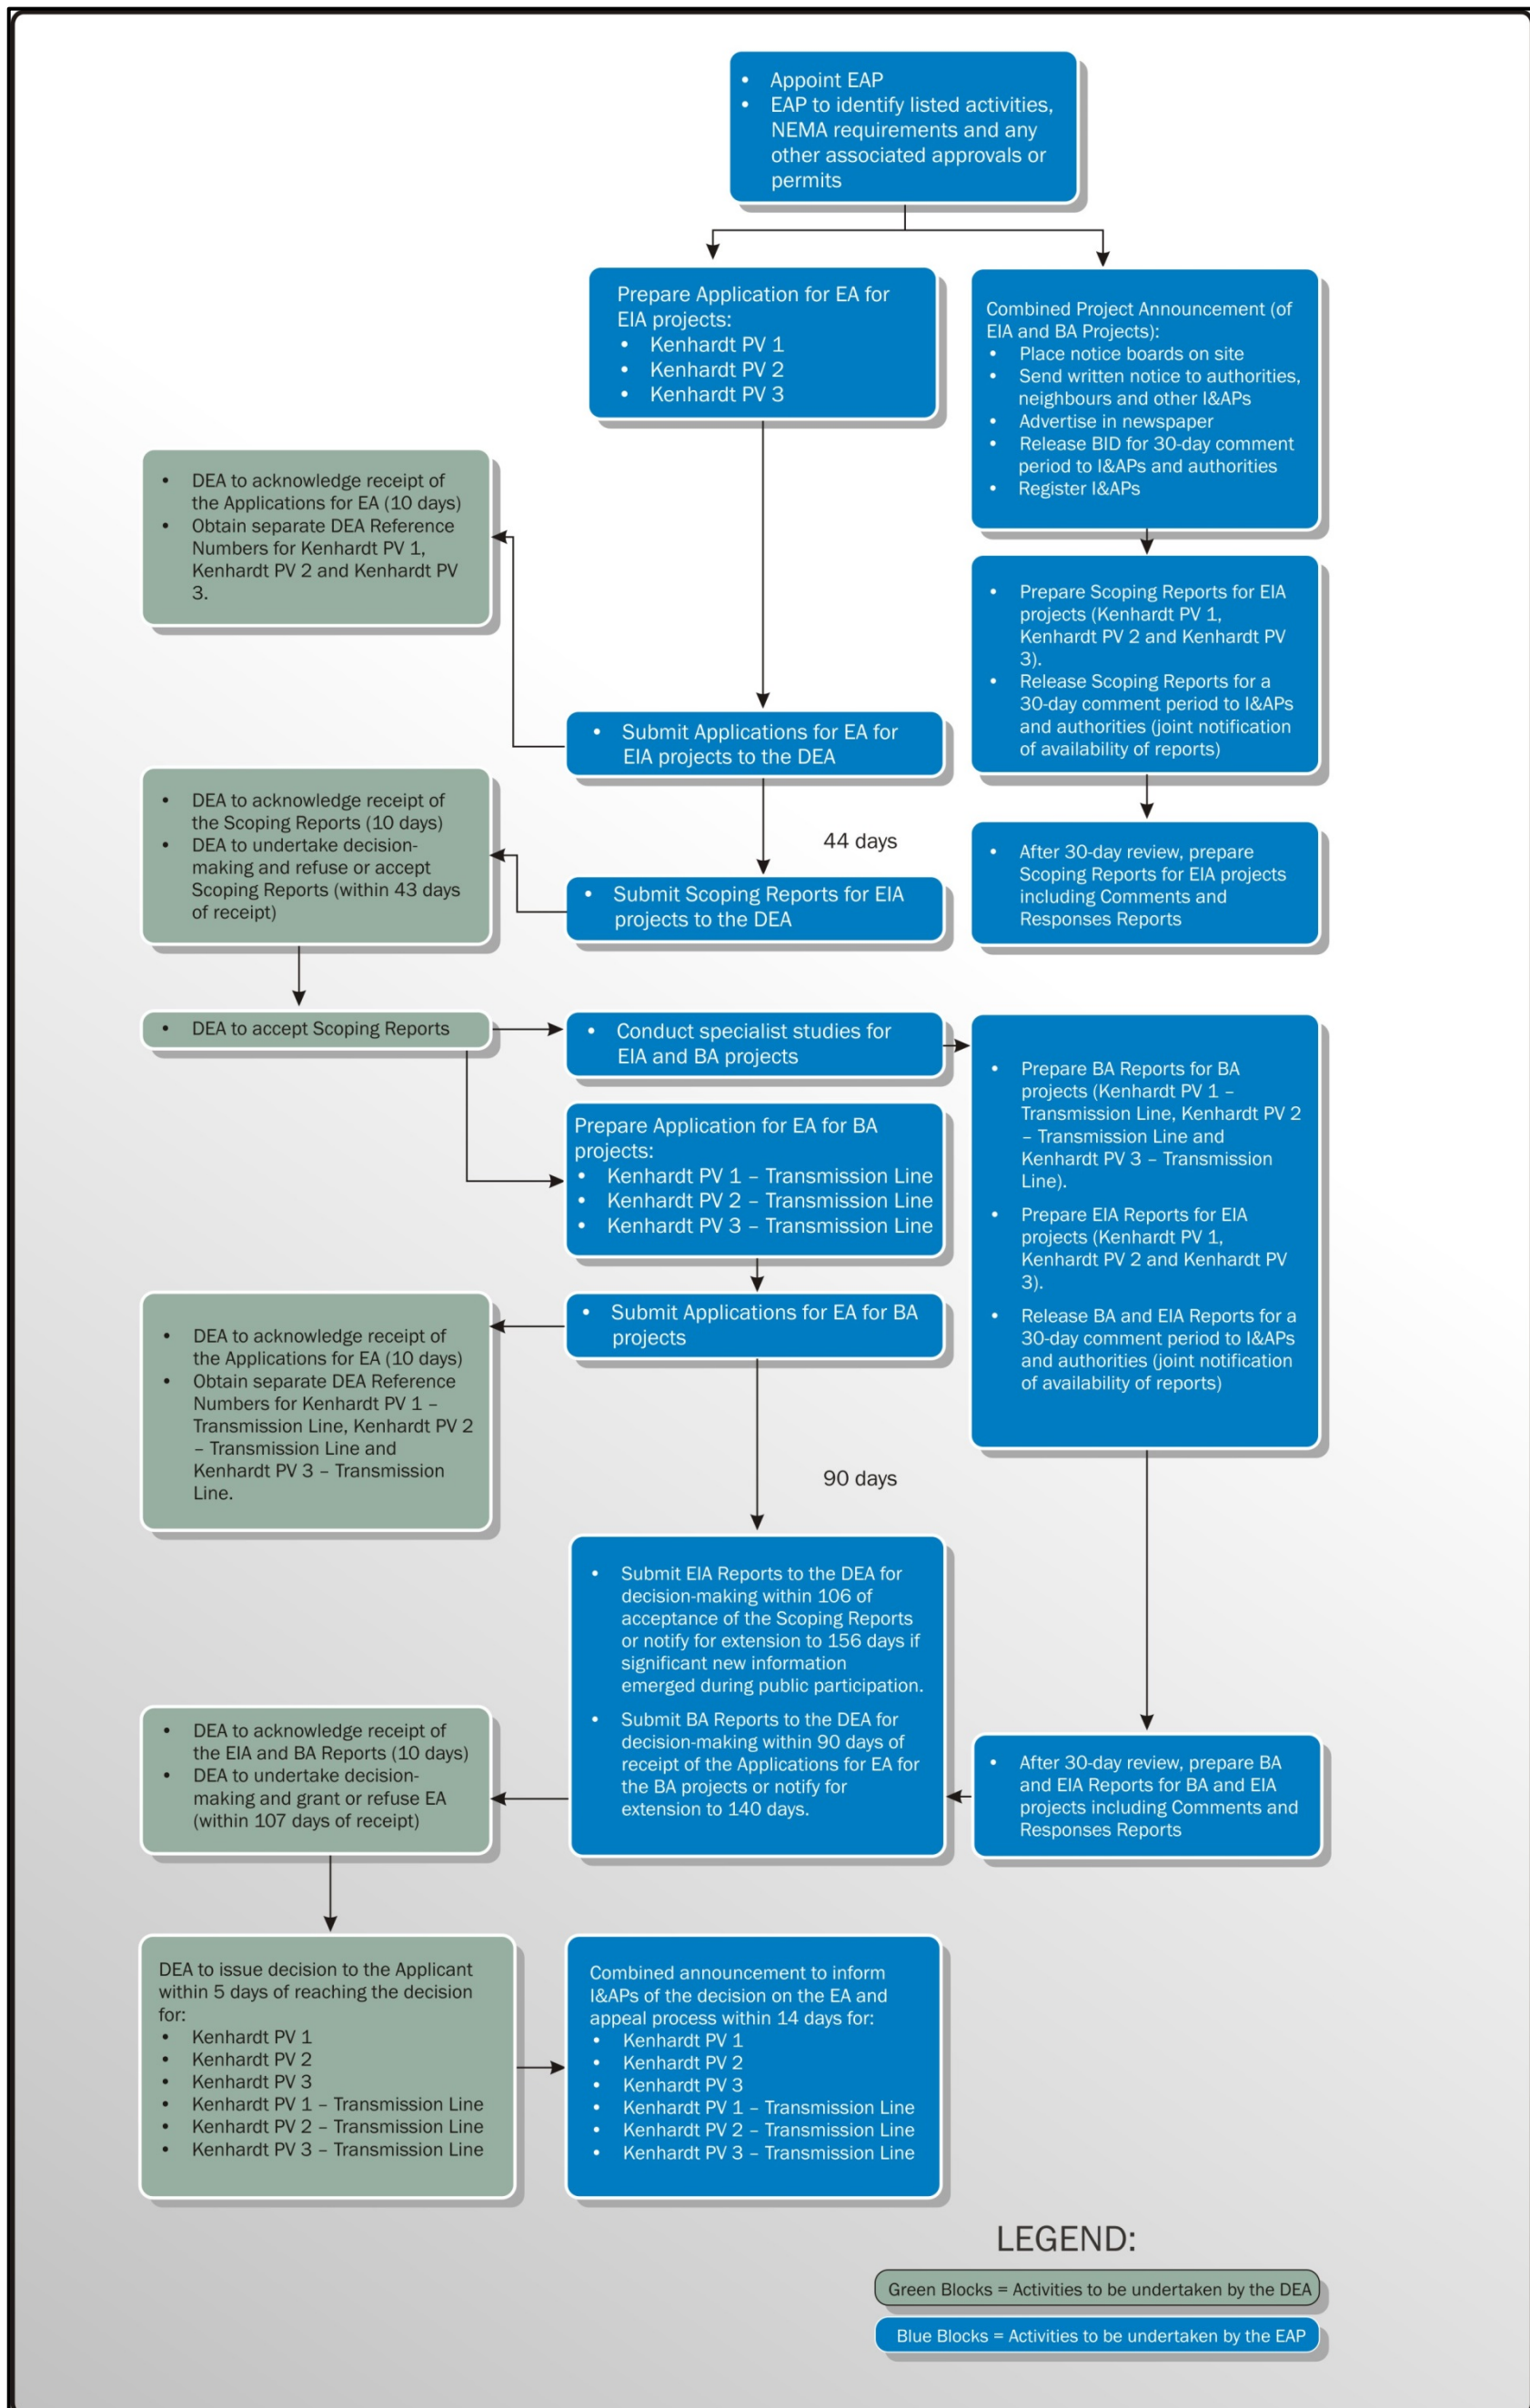 • Appoint EAP
• EAP to identify listed activities,
NEMA requirements and any
other associated approvals or
permits
Prepare Application for EA for
EIA projects:
• Kenhardt PV 1
• Kenhardt PV 2
• Kenhardt PV 3
Combined Project Announcement (of
EIA and BA Projects):
• Place notice boards on site
• Send written notice to authorities,
neighbours and other I&APs
• Advertise in newspaper
• Release BID for 30-day comment
period to I&APs and authorities
• Register I&APs
• DEA to acknowledge receipt of
the Applications for EA (10 days)
• Obtain separate DEA Reference
Numbers for Kenhardt PV 1,
Kenhardt PV 2 and Kenhardt PV
3.
• Prepare Scoping Reports for EIA
projects (Kenhardt PV 1,
Kenhardt PV 2 and Kenhardt PV
3).
• Release Scoping Reports for a
30-day comment period to I&APs
and authorities (joint notification
of availability of reports)
• Submit Applications for EA for
EIA projects to the DEA
• DEA to acknowledge receipt of
the Scoping Reports (10 days)
• DEA to undertake decision-
making and refuse or accept
Scoping Reports (within 43 days
of receipt)
44 days
• Submit Scoping Reports for EIA
projects to the DEA
• After 30-day review, prepare
Scoping Reports for EIA projects
including Comments and
Responses Reports
• DEA to accept Scoping Reports
• Conduct specialist studies for
EIA and BA projects
Prepare Application for EA for BA
projects:
• Kenhardt PV 1 – Transmission Line
• Kenhardt PV 2 – Transmission Line
• Kenhardt PV 3 – Transmission Line
• Prepare BA Reports for BA
projects (Kenhardt PV 1 –
Transmission Line, Kenhardt PV 2
– Transmission Line and
Kenhardt PV 3 – Transmission
Line).
• Prepare EIA Reports for EIA
projects (Kenhardt PV 1,
Kenhardt PV 2 and Kenhardt PV
3).
• Release BA and EIA Reports for a
30-day comment period to I&APs
and authorities (joint notification
of availability of reports)
• Submit Applications for EA for BA
projects
• DEA to acknowledge receipt of
the Applications for EA (10 days)
• Obtain separate DEA Reference
Numbers for Kenhardt PV 1 –
Transmission Line, Kenhardt PV 2
– Transmission Line and
Kenhardt PV 3 – Transmission
Line.
90 days
• Submit EIA Reports to the DEA for
decision-making within 106 of
acceptance of the Scoping Reports
or notify for extension to 156 days if
significant new information
emerged during public participation.
• Submit BA Reports to the DEA for
decision-making within 90 days of
receipt of the Applications for EA for
the BA projects or notify for
extension to 140 days.
• DEA to acknowledge receipt of
the EIA and BA Reports (10 days)
• DEA to undertake decision-
making and grant or refuse EA
(within 107 days of receipt)
• After 30-day review, prepare BA
and EIA Reports for BA and EIA
projects including Comments and
Responses Reports
DEA to issue decision to the Applicant
within 5 days of reaching the decision
for:
• Kenhardt PV 1
• Kenhardt PV 2
• Kenhardt PV 3
• Kenhardt PV 1 – Transmission Line
• Kenhardt PV 2 – Transmission Line
• Kenhardt PV 3 – Transmission Line
Combined announcement to inform
I&APs of the decision on the EA and
appeal process within 14 days for:
• Kenhardt PV 1
• Kenhardt PV 2
• Kenhardt PV 3
• Kenhardt PV 1 – Transmission Line
• Kenhardt PV 2 – Transmission Line
• Kenhardt PV 3 – Transmission Line
LEGEND:
Green Blocks = Activities to be undertaken by the DEA
Blue Blocks = Activities to be undertaken by the EAP